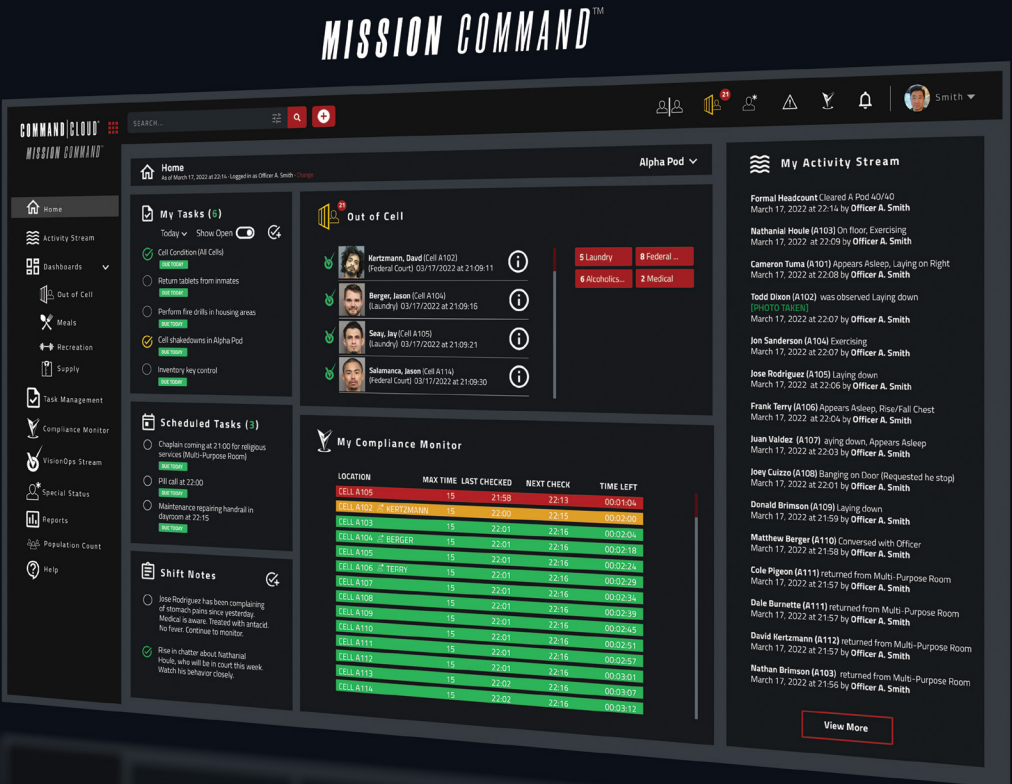 MISSION COMMAND™
COMMAND|CLOUD
MISSION COMMAND
SEARCH...
21
Smith
Home
Activity Stream
Dashboards
Out of Cell
Meals
Recreation
Supply
Task Management
Compliance Monitor
VisionOps Stream
Special Status
Reports
Population Count
Help
Home
As of March 17, 2022 at 22:14 - Logged in as Officer A. Smith - Change
Alpha Pod
My Tasks (6)
Today Show Open
Cell Condition (All Cells)
DUE TODAY
Return tablets from inmates
DUE TODAY
Perform fire drills in housing areas
DUE TODAY
Cell shakedowns in Alpha Pod
DUE TODAY
Inventory key control
DUE TODAY
Scheduled Tasks (3)
Chaplain coming at 21:00 for religious
services (Multi-Purpose Room)
DUE TODAY
Pill call at 22:00
DUE TODAY
Maintenance repairing handrail in
dayroom at 22:15
DUE TODAY
Shift Notes
Jose Rodriguez has been complaining
of stomach pains since yesterday.
Medical is aware. Treated with antacid.
No fever. Continue to monitor.
Rise in chatter about Nathanial
Houle, who will be in court this week.
Watch his behavior closely.
21
Out of Cell
Kertzmann, Davd (Cell A102)
(Federal Court) 03/17/2022 at 21:09:11
Berger, Jason (Cell A104)
(Laundry) 03/17/2022 at 21:09:16
Seay, Jay (Cell A105)
(Laundry) 03/17/2022 at 21:09:21
Salamanca, Jason (Cell A114)
(Federal Court) 03/17/2022 at 21:09:30
5 Laundry
8 Federal ...
6 Alcoholics...
2 Medical
My Compliance Monitor
LOCATION MAX TIME LAST CHECKED NEXT CHECK TIME LEFT
CELL A105 15 21:58 22:13 00:01:04
CELL A102 KERTZMANN 15 22:00 22:15 00:02:00
CELL A103 15 22:01 22:16 00:02:04
CELL A104 BERGER 15 22:01 22:16 00:02:18
CELL A105 15 22:01 22:16 00:02:24
CELL A106 TERRY 15 22:01 22:16 00:02:29
CELL A107 15 22:01 22:16 00:02:34
CELL A108 15 22:01 22:16 00:02:39
CELL A109 15 22:01 22:16 00:02:45
CELL A110 15 22:01 22:16 00:02:51
CELL A111 15 22:01 22:16 00:02:57
CELL A112 15 22:01 22:16 00:03:01
CELL A113 15 22:02 22:16 00:03:07
CELL A114 15 22:02 22:16 00:03:12
My Activity Stream
Formal Headcount Cleared A Pod 40/40
March 17, 2022 at 22:14 by Officer A. Smith
Nathanial Houle (A103) On floor, Exercising
March 17, 2022 at 22:09 by Officer A. Smith
Cameron Tuma (A101) Appears Asleep, Laying on Right
March 17, 2022 at 22:08 by Officer A. Smith
Todd Dixon (A102) was observed Laying down
[PHOTO TAKEN]
March 17, 2022 at 22:07 by Officer A. Smith
Jon Sanderson (A104) Exercising
March 17, 2022 at 22:07 by Officer A. Smith
Jose Rodriguez (A105) Laying down
March 17, 2022 at 22:06 by Officer A. Smith
Frank Terry (A106) Appears Asleep, Rise/Fall Chest
March 17, 2022 at 22:04 by Officer A. Smith
Juan Valdez (A107) aying down, Appears Asleep
March 17, 2022 at 22:03 by Officer A. Smith
Joey Cuizzo (A108) Banging on Door (Requested he stop)
March 17, 2022 at 22:01 by Officer A. Smith
Donald Brimson (A109) Laying down
March 17, 2022 at 21:59 by Officer A. Smith
Matthew Berger (A110) Conversed with Officer
March 17, 2022 at 21:58 by Officer A. Smith
Cole Pigeon (A111) returned from Multi-Purpose Room
March 17, 2022 at 21:57 by Officer A. Smith
Dale Burnette (A111) returned from Multi-Purpose Room
March 17, 2022 at 21:57 by Officer A. Smith
David Kertzmann (A112) returned from Multi-Purpose Room
March 17, 2022 at 21:57 by Officer A. Smith
Nathan Brimson (A103) returned from Multi-Purpose Room
March 17, 2022 at 21:56 by Officer A. Smith
View More